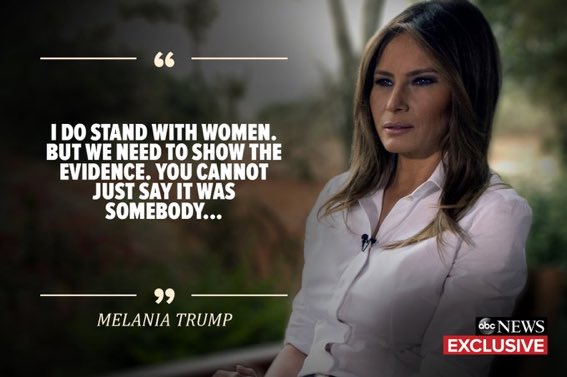 “
I DO STAND WITH WOMEN.
BUT WE NEED TO SHOW THE
EVIDENCE. YOU CANNOT
JUST SAY IT WAS
SOMEBODY...
”
MELANIA TRUMP
abc NEWS
EXCLUSIVE